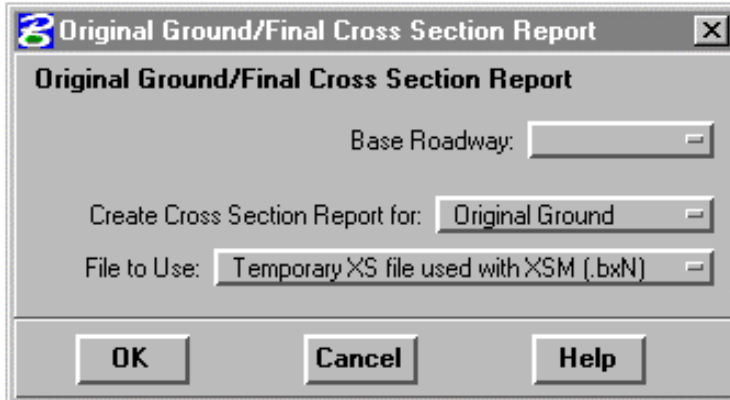 Original Ground/Final Cross Section Report
Original Ground/Final Cross Section Report
Base Roadway:
Create Cross Section Report for: Original Ground
File to Use: Temporary XS file used with XSM (.bxN)
OK Cancel Help